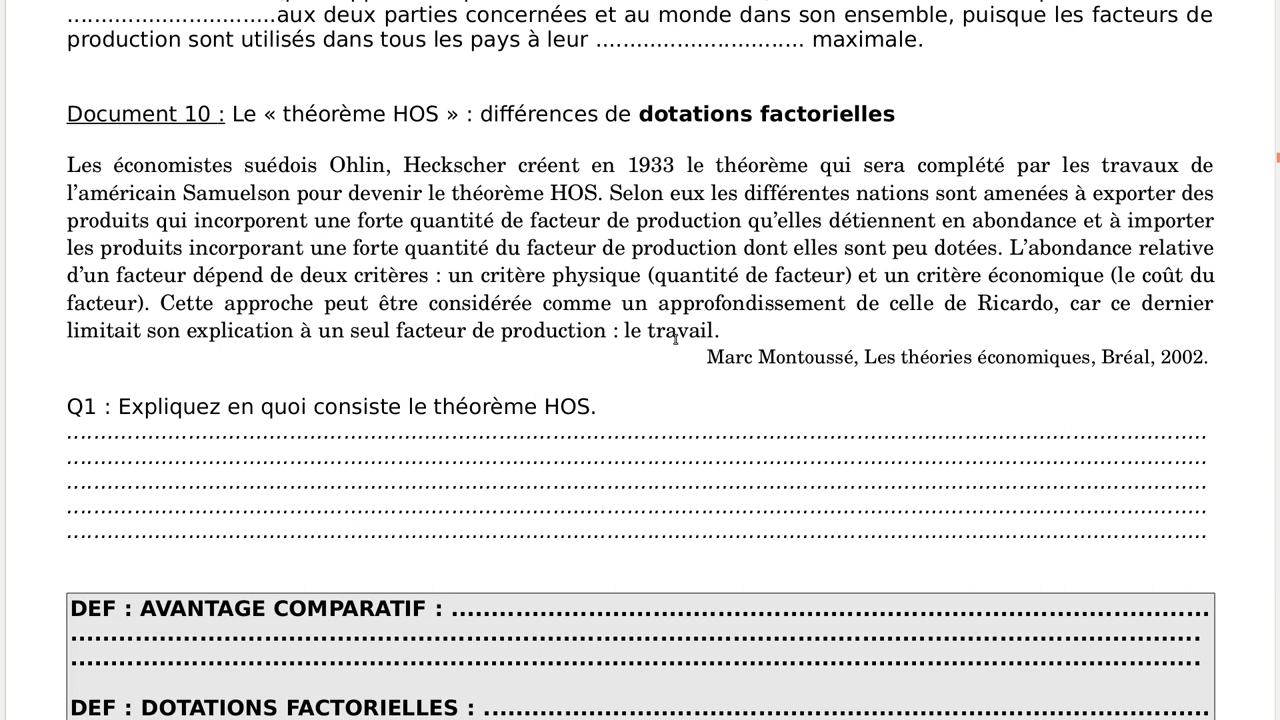 ..............................aux deux parties concernées et au monde dans son ensemble, puisque les facteurs de
production sont utilisés dans tous les pays à leur .............................. maximale.
Document 10 : Le « théorème HOS » : différences de dotations factorielles
Les économistes suédois Ohlin, Heckscher créent en 1933 le théorème qui sera complété par les travaux de
l'américain Samuelson pour devenir le théorème HOS. Selon eux les différentes nations sont amenées à exporter des
produits qui incorporent une forte quantité de facteur de production qu'elles détiennent en abondance et à importer
les produits incorporant une forte quantité du facteur de production dont elles sont peu dotées. L'abondance relative
d'un facteur dépend de deux critères : un critère physique (quantité de facteur) et un critère économique (le coût du
facteur). Cette approche peut être considérée comme un approfondissement de celle de Ricardo, car ce dernier
limitait son explication à un seul facteur de production : le travail.
Marc Montoussé, Les théories économiques, Bréal, 2002.
Q1 : Expliquez en quoi consiste le théorème HOS.
DEF : AVANTAGE COMPARATIF : ....................
DEF : DOTATIONS FACTORIELLES : ....................